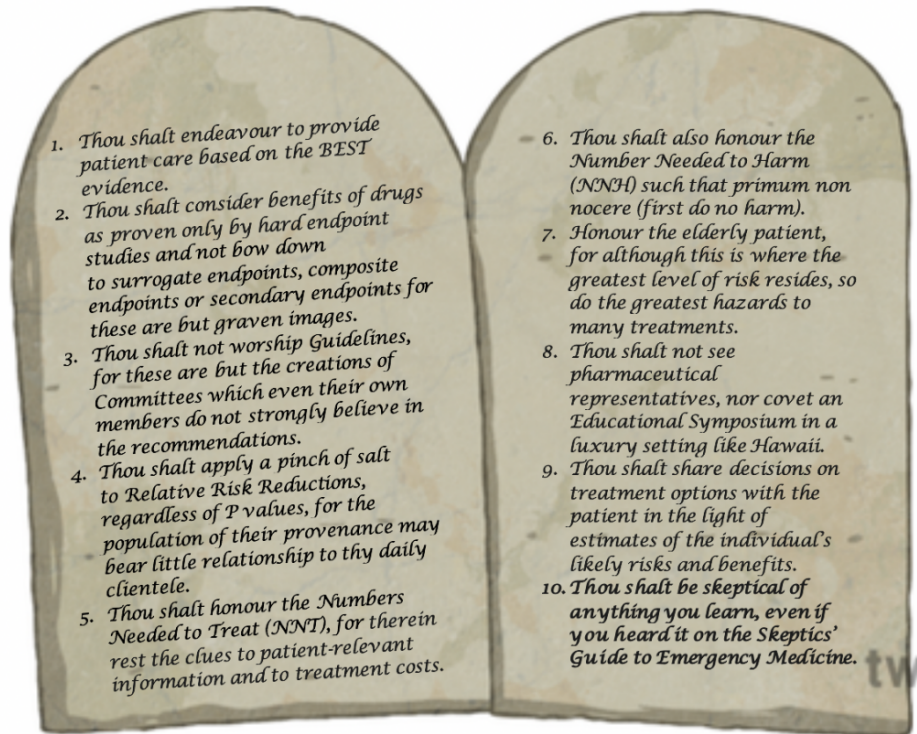 1. Thou shalt endeavour to provide
patient care based on the BEST
evidence.
2. Thou shalt consider benefits of drugs
as proven only by hard endpoint
studies and not bow down
to surrogate endpoints, composite
endpoints or secondary endpoints for
these are but graven images.
3. Thou shalt not worship Guidelines,
for these are but the creations of
Committees which even their own
members do not strongly believe in
the recommendations.
4. Thou shalt apply a pinch of salt
to Relative Risk Reductions,
regardless of P values, for the
population of their provenance may
bear little relationship to thy daily
clientele.
5. Thou shalt honour the Numbers
Needed to Treat (NNT), for therein
rest the clues to patient-relevant
information and to treatment costs.
6. Thou shalt also honour the
Number Needed to Harm
(NNH) such that primum non
nocere (first do no harm).
7. Honour the elderly patient,
for although this is where the
greatest level of risk resides, so
do the greatest hazards to
many treatments.
8. Thou shalt not see
pharmaceutical
representatives, nor covet an
Educational Symposium in a
luxury setting like Hawaii.
9. Thou shalt share decisions on
treatment options with the
patient in the light of
estimates of the individual's
likely risks and benefits.
10. Thou shalt be skeptical of
anything you learn, even if
you heard it on the Skeptics'
Guide to Emergency Medicine.